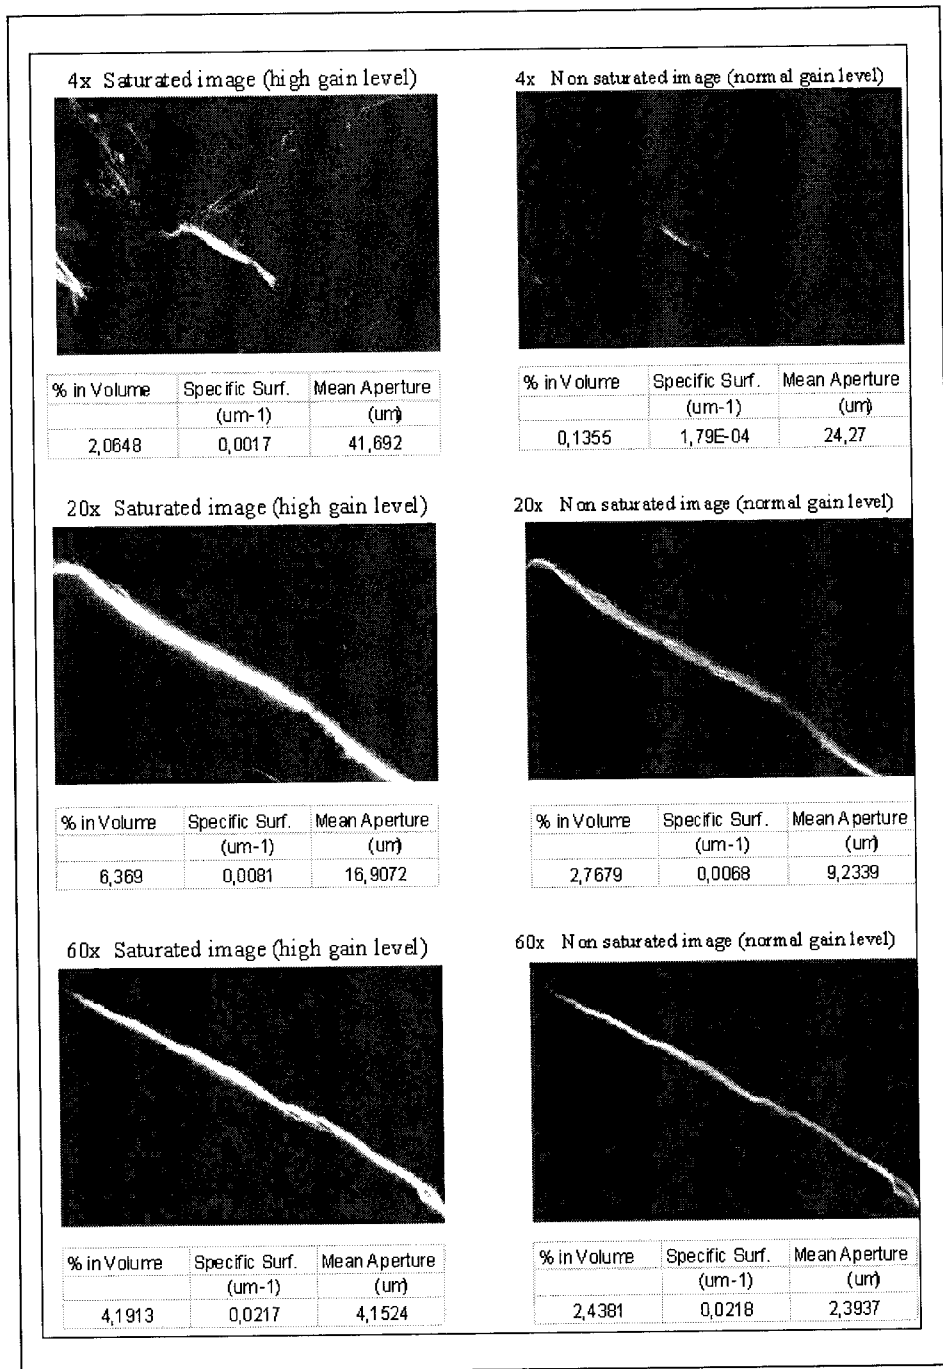 4x Saturated image (high gain level)
4x Non saturated image (normal gain level)
% in Volume Specific Surf. Mean Aperture
(um-1) (um)
2,0648 0,0017 41,692
% in Volume Specific Surf. Mean Aperture
(um-1) (um)
0,1355 1,79E-04 24,27
20x Saturated image (high gain level)
20x Non saturated image (normal gain level)
% in Volume Specific Surf. Mean Aperture
(um-1) (um)
6,369 0,0081 16,9072
% in Volume Specific Surf. Mean Aperture
(um-1) (um)
2,7679 0,0068 9,2339
60x Saturated image (high gain level)
60x Non saturated image (normal gain level)
% in Volume Specific Surf. Mean Aperture
(um-1) (um)
4,1913 0,0217 4,1524
% in Volume Specific Surf. Mean Aperture
(um-1) (um)
2,4381 0,0218 2,3937